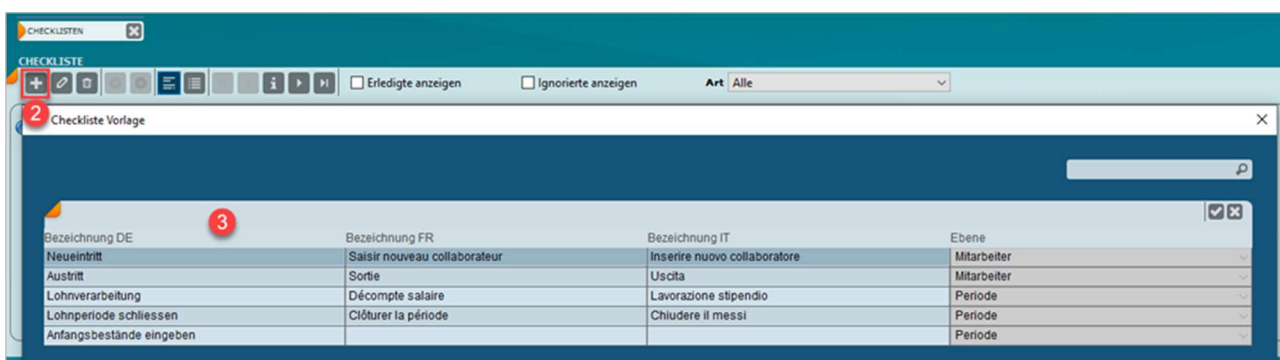 CHECKLISTEN
CHECKLISTE
Erledigte anzeigen Ignorierte anzeigen Art Alle
2 Checkliste Vorlage
3
Bezeichnung DE Bezeichnung FR Bezeichnung IT Ebene
Neueintritt Saisir nouveau collaborateur Inserire nuovo collaboratore Mitarbeiter
Austritt Sortie Uscita Mitarbeiter
Lohnverarbeitung Décompte salaire Lavorazione stipendio Periode
Lohnperiode schliessen Clôturer la période Chiudere il messi Periode
Anfangsbestände eingeben Periode